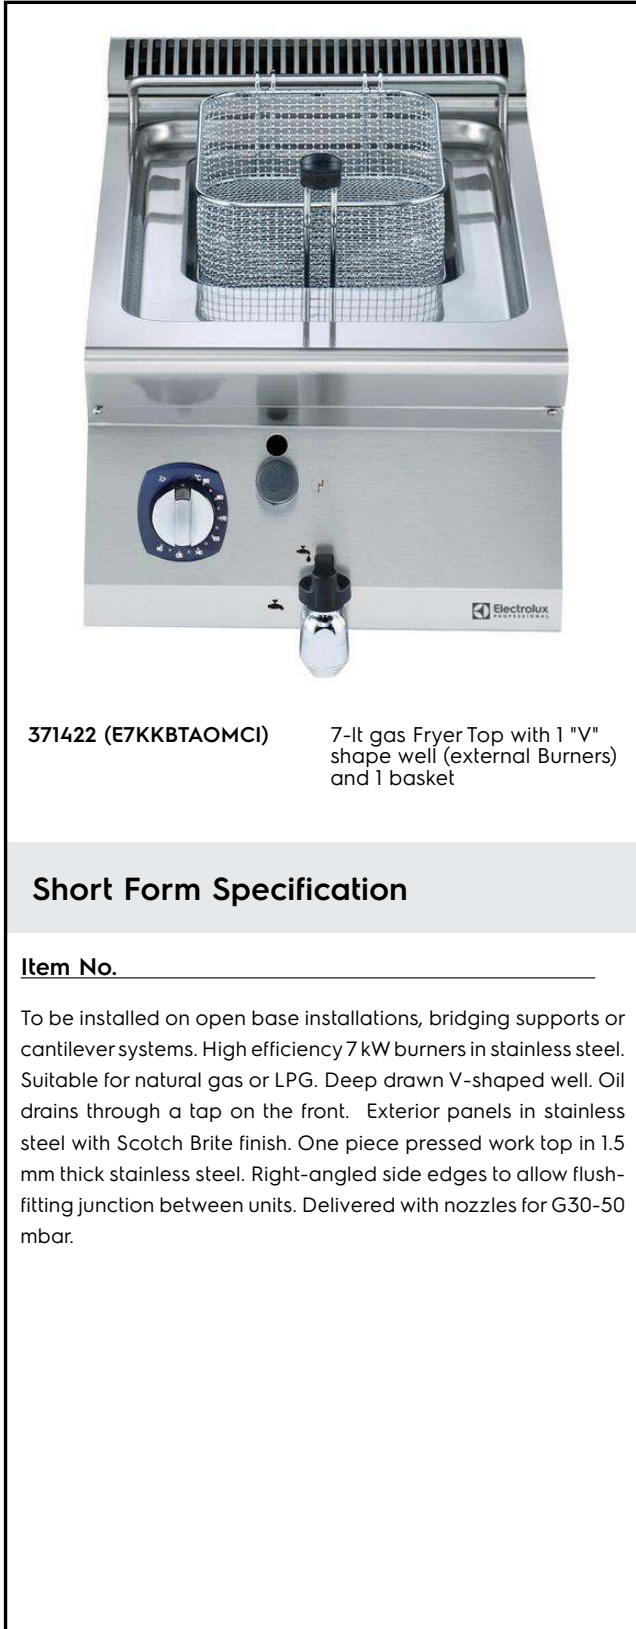 Electrolux
PROFESSIONAL
371422 (E7KKBTAOMCI)
7-lt gas Fryer Top with 1 "V"
shape well (external Burners)
and 1 basket
Short Form Specification
Item No.
To be installed on open base installations, bridging supports or
cantilever systems. High efficiency 7 kW burners in stainless steel.
Suitable for natural gas or LPG. Deep drawn V-shaped well. Oil
drains through a tap on the front. Exterior panels in stainless
steel with Scotch Brite finish. One piece pressed work top in 1.5
mm thick stainless steel. Right-angled side edges to allow flush-
fitting junction between units. Delivered with nozzles for G30-50
mbar.